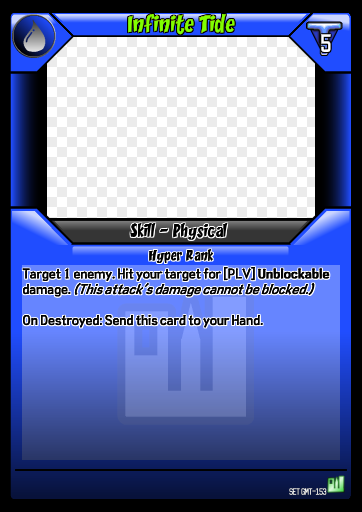 Infinite Tide
5
Skill - Physical
Hyper Rank
Target 1 enemy. Hit your target for [PLV] Unblockable
damage. (This attack's damage cannot be blocked.)
On Destroyed: Send this card to your Hand.
SET GMT-153